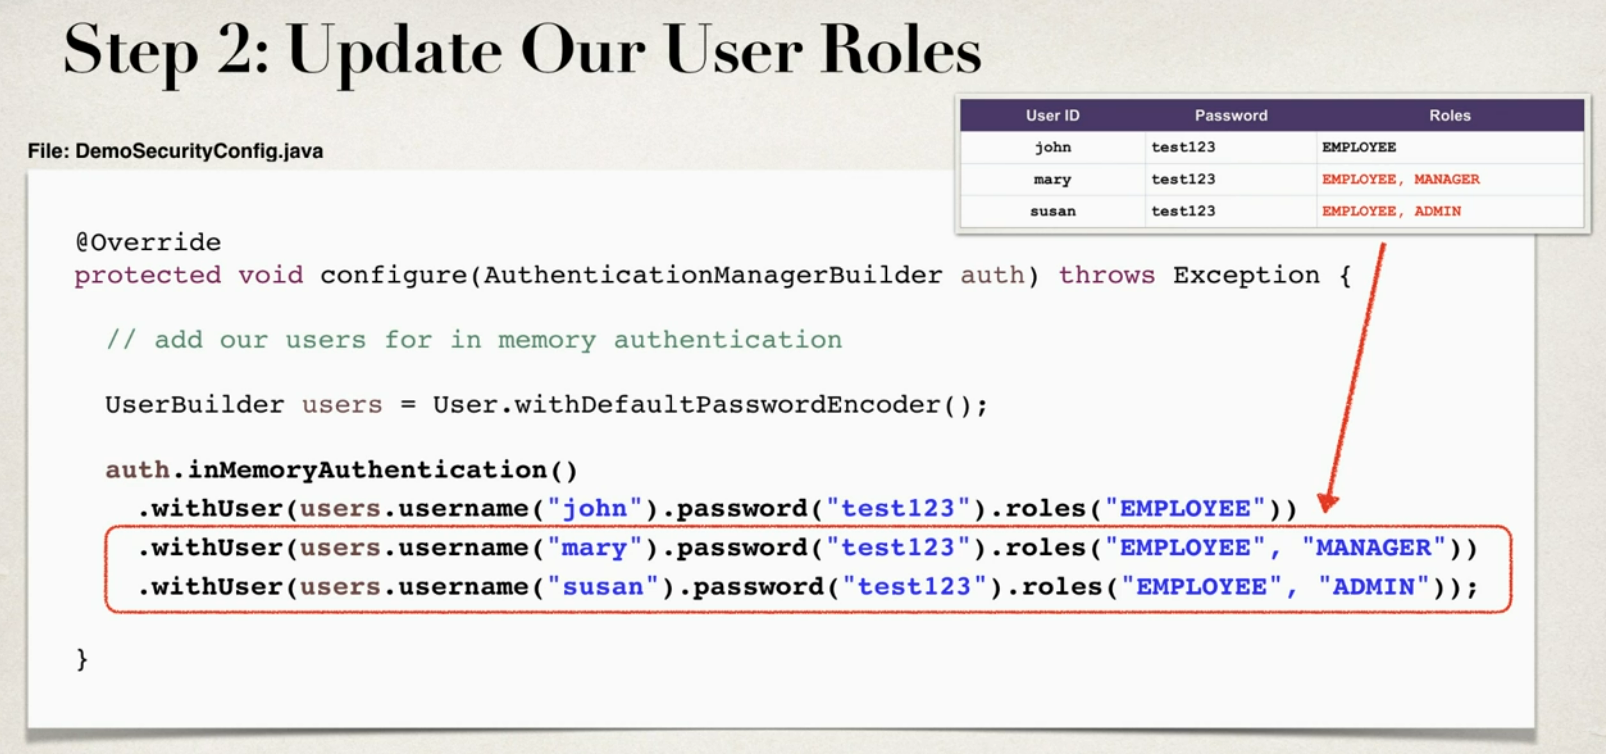 Step 2: Update Our User Roles
File: DemoSecurityConfig.java
User ID Password Roles
john test123 EMPLOYEE
mary test123 EMPLOYEE, MANAGER
susan test123 EMPLOYEE, ADMIN
@Override
protected void configure(AuthenticationManagerBuilder auth) throws Exception {
// add our users for in memory authentication
UserBuilder users = User.withDefaultPasswordEncoder();
auth.inMemoryAuthentication()
.withUser(users.username("john").password("test123").roles("EMPLOYEE"))
.withUser(users.username("mary").password("test123").roles("EMPLOYEE", "MANAGER"))
.withUser(users.username("susan").password("test123").roles("EMPLOYEE", "ADMIN"));
}